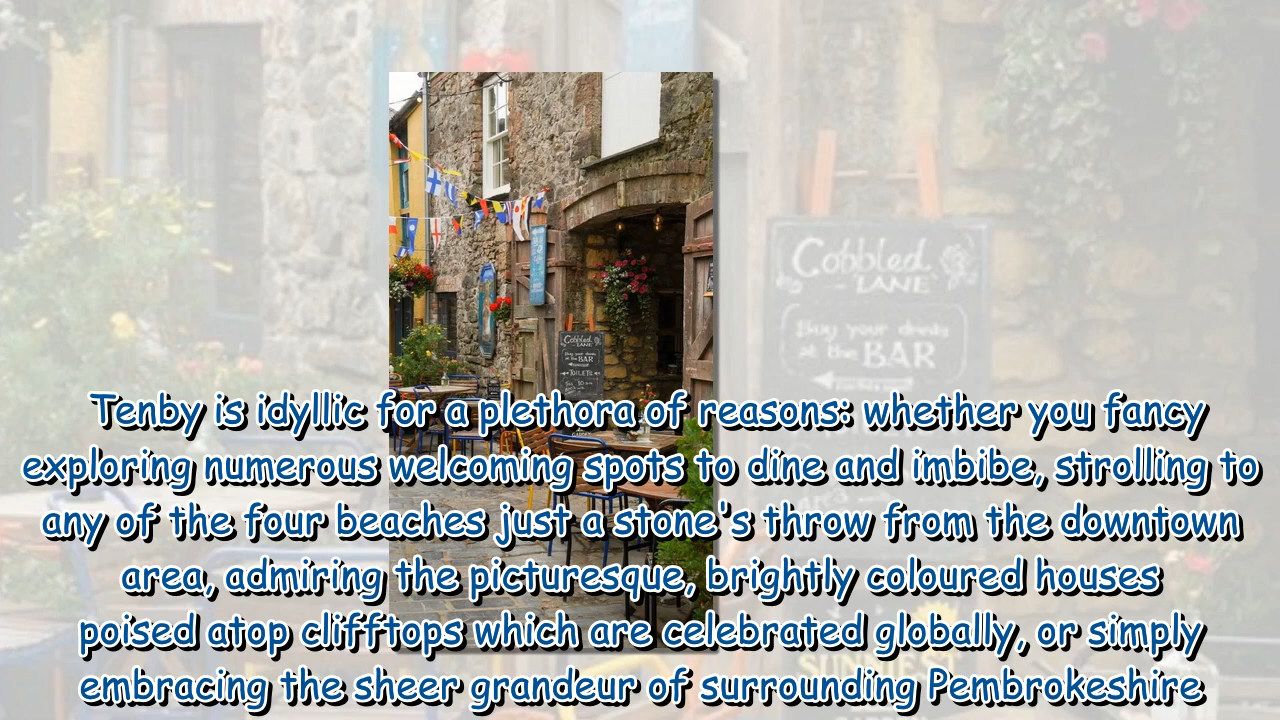 Cobbled
LANE
Buy your drinks
at the BAR
TOILETS
Tenby is idyllic for a plethora of reasons: whether you fancy
exploring numerous welcoming spots to dine and imbibe, strolling to
any of the four beaches just a stone's throw from the downtown
area, admiring the picturesque, brightly coloured houses
poised atop clifftops which are celebrated globally, or simply
embracing the sheer grandeur of surrounding Pembrokeshire